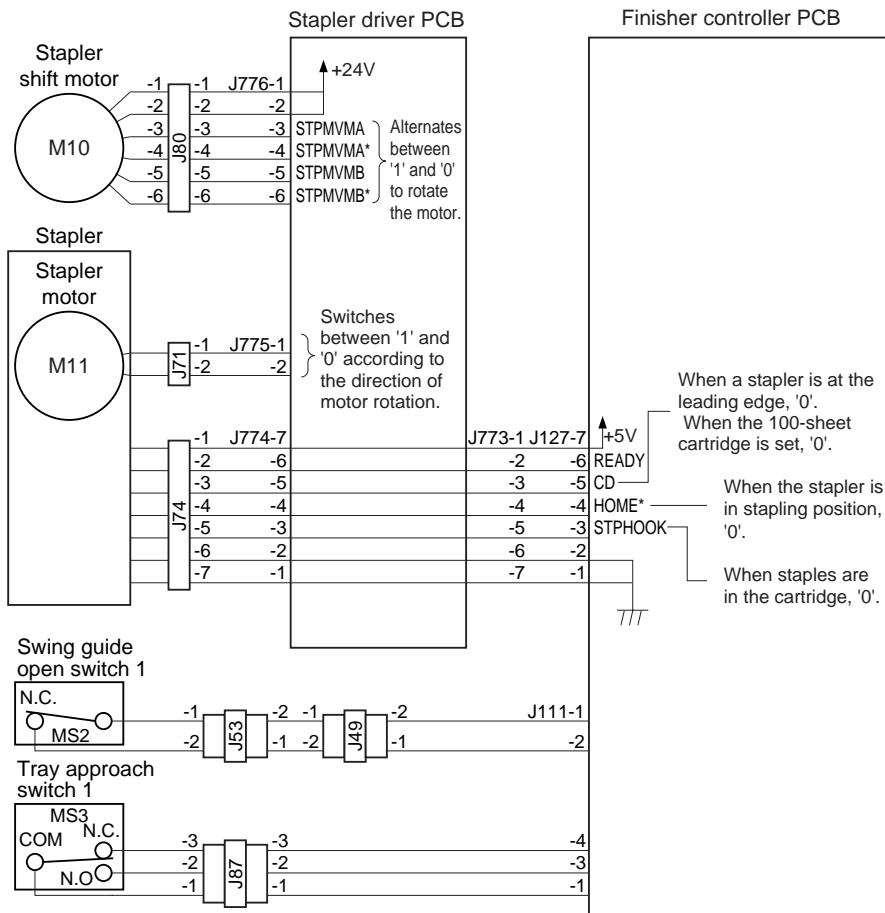 Stapler driver PCB
Finisher controller PCB
Stapler
shift motor
M10
-1 -1 J776-1
-2 -2 -2
-3 -3 -3
-4 -4 -4
-5 -5 -5
-6 -6 -6
J80
+24V
STPMVMA
STPMVMA*
STPMVMB
STPMVMB*
Alternates
between
'1' and '0'
to rotate
the motor.
Stapler
Stapler
motor
M11
J71
-1 J775-1
-2 -2
Switches
between '1' and
'0' according to
the direction of
motor rotation.
J74
-1 J774-7 J773-1 J127-7 +5V
-2 -6 -2 -6 READY
-3 -5 -3 -5 CD
-4 -4 -4 -4 HOME*
-5 -3 -5 -3 STPHOOK
-6 -2 -6 -2
-7 -1 -7 -1
When a stapler is at the
leading edge, '0'.
When the 100-sheet
cartridge is set, '0'.
When the stapler is
in stapling position,
'0'.
When staples are
in the cartridge, '0'.
Swing guide
open switch 1
N.C.
MS2
-1 -2 -1 -2 J111-1
-2 -1 -2 -1 -2
J53
J49
Tray approach
switch 1
MS3
N.C.
COM
N.O
-3 -3 -4
-2 -2 -3
-1 -1 -1
J87